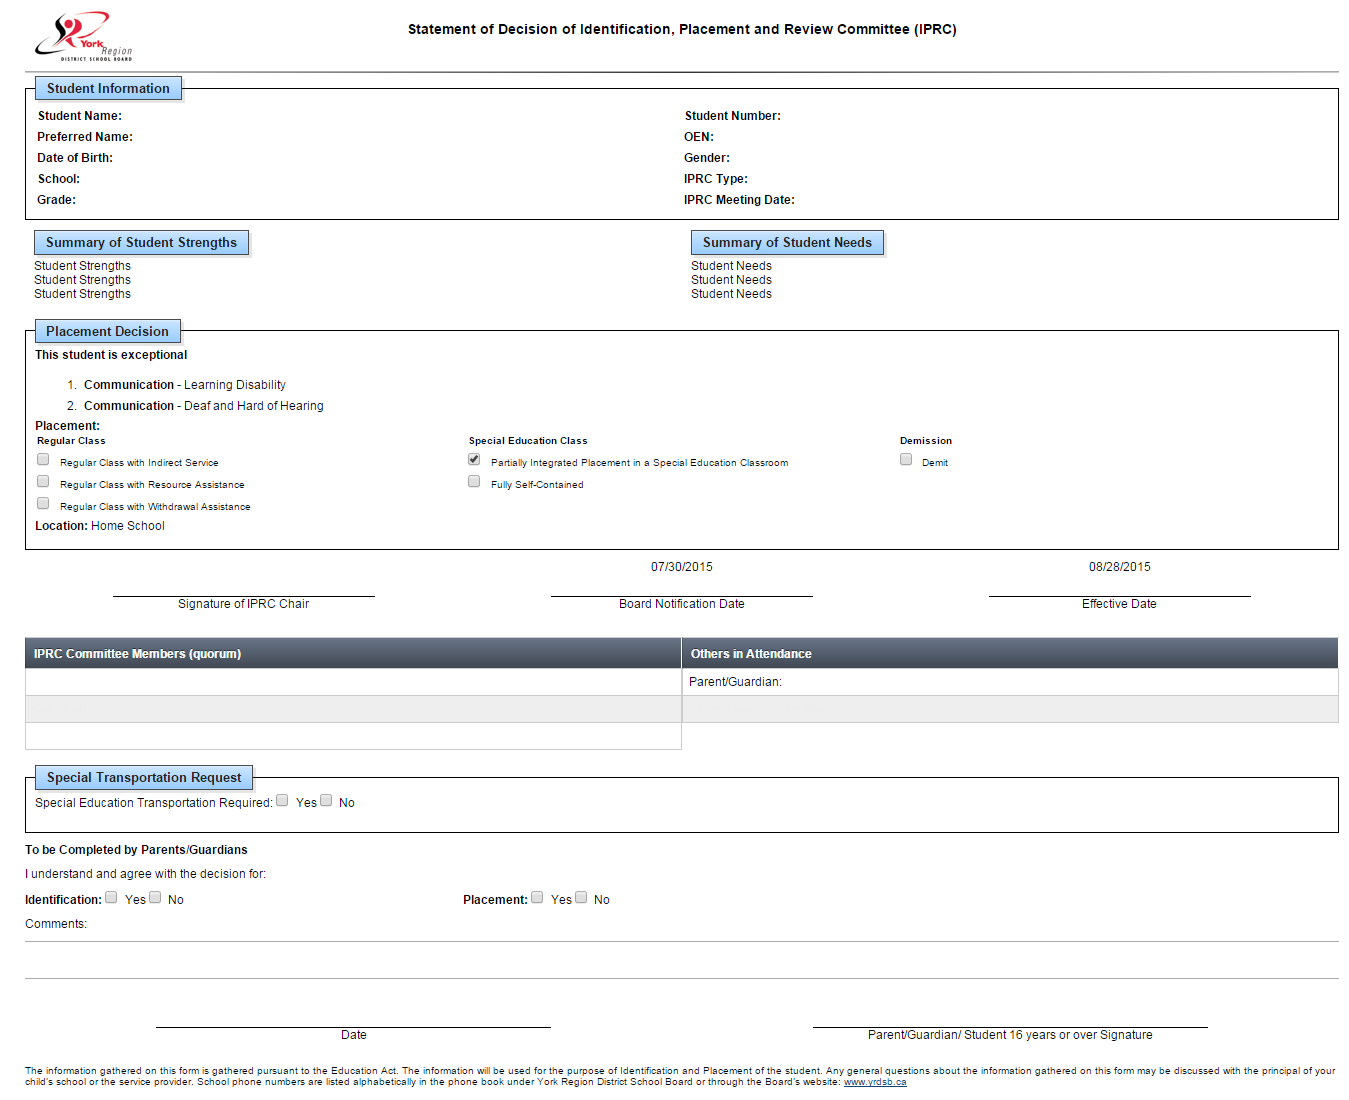 York
Region
DISTRICT SCHOOL BOARD
Statement of Decision of Identification, Placement and Review Committee (IPRC)
Student Information
Student Name:
Student Number:
Preferred Name:
OEN:
Date of Birth:
Gender:
School:
IPRC Type:
Grade:
IPRC Meeting Date:
Summary of Student Strengths
Summary of Student Needs
Student Strengths
Student Needs
Student Strengths
Student Needs
Student Strengths
Student Needs
Placement Decision
This student is exceptional
1. Communication - Learning Disability
2. Communication - Deaf and Hard of Hearing
Placement:
Regular Class
Special Education Class
Demission
Regular Class with Indirect Service
Partially Integrated Placement in a Special Education Classroom
Demit
Regular Class with Resource Assistance
Fully Self-Contained
Regular Class with Withdrawal Assistance
Location: Home School
07/30/2015
08/28/2015
Signature of IPRC Chair
Board Notification Date
Effective Date
IPRC Committee Members (quorum)
Others in Attendance
Parent/Guardian:
Special Transportation Request
Special Education Transportation Required: Yes No
To be Completed by Parents/Guardians
I understand and agree with the decision for:
Identification: Yes No
Placement: Yes No
Comments:
Date
Parent/Guardian/ Student 16 years or over Signature
The information gathered on this form is gathered pursuant to the Education Act. The information will be used for the purpose of Identification and Placement of the student. Any general questions about the information gathered on this form may be discussed with the principal of your
child's school or the service provider. School phone numbers are listed alphabetically in the phone book under York Region District School Board or through the Board's website: www.yrdsb.ca